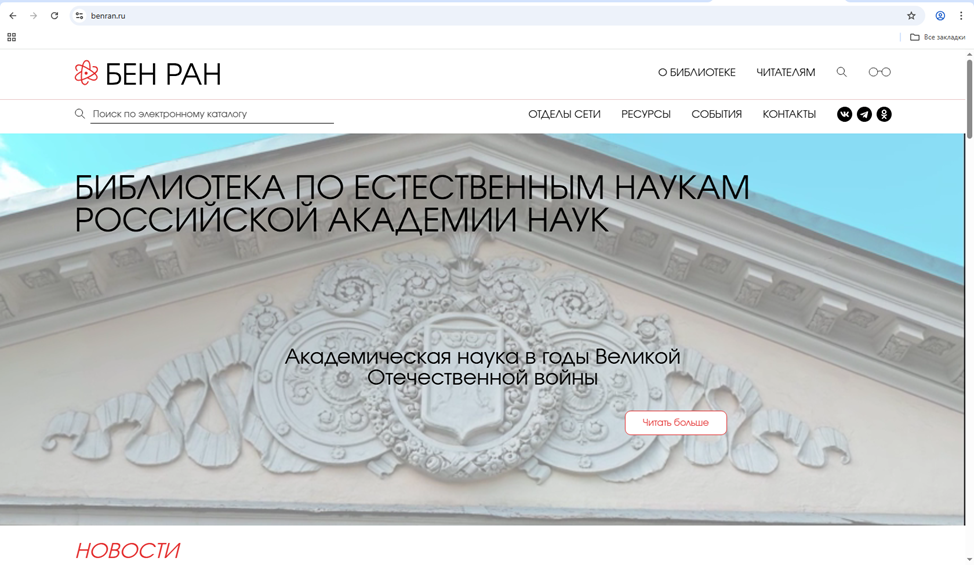 benran.ru
Все закладки
БЕН РАН
О БИБЛИОТЕКЕ ЧИТАТЕЛЯМ
Поиск по электронному каталогу
ОТДЕЛЫ СЕТИ РЕСУРСЫ СОБЫТИЯ КОНТАКТЫ
БИБЛИОТЕКА ПО ЕСТЕСТВЕННЫМ НАУКАМ
РОССИЙСКОЙ АКАДЕМИИ НАУК
Академическая наука в годы Великой
Отечественной войны
Читать больше
НОВОСТИ